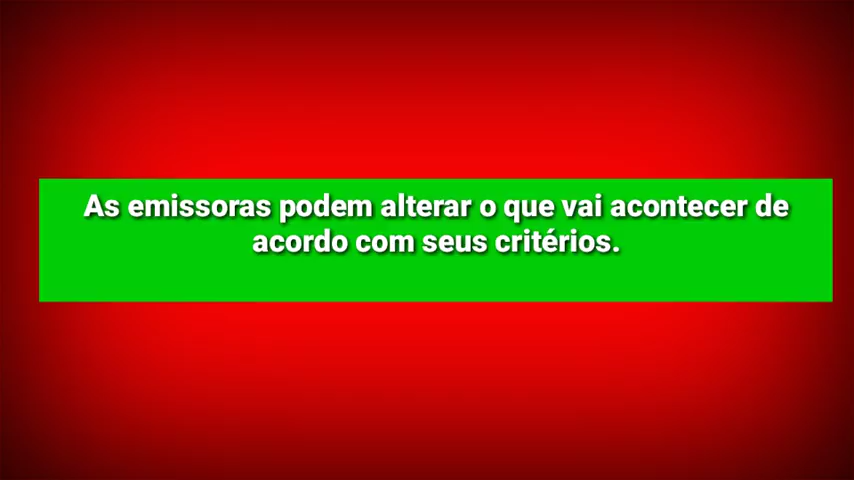 As emissoras podem alterar o que vai acontecer de
acordo com seus critérios.